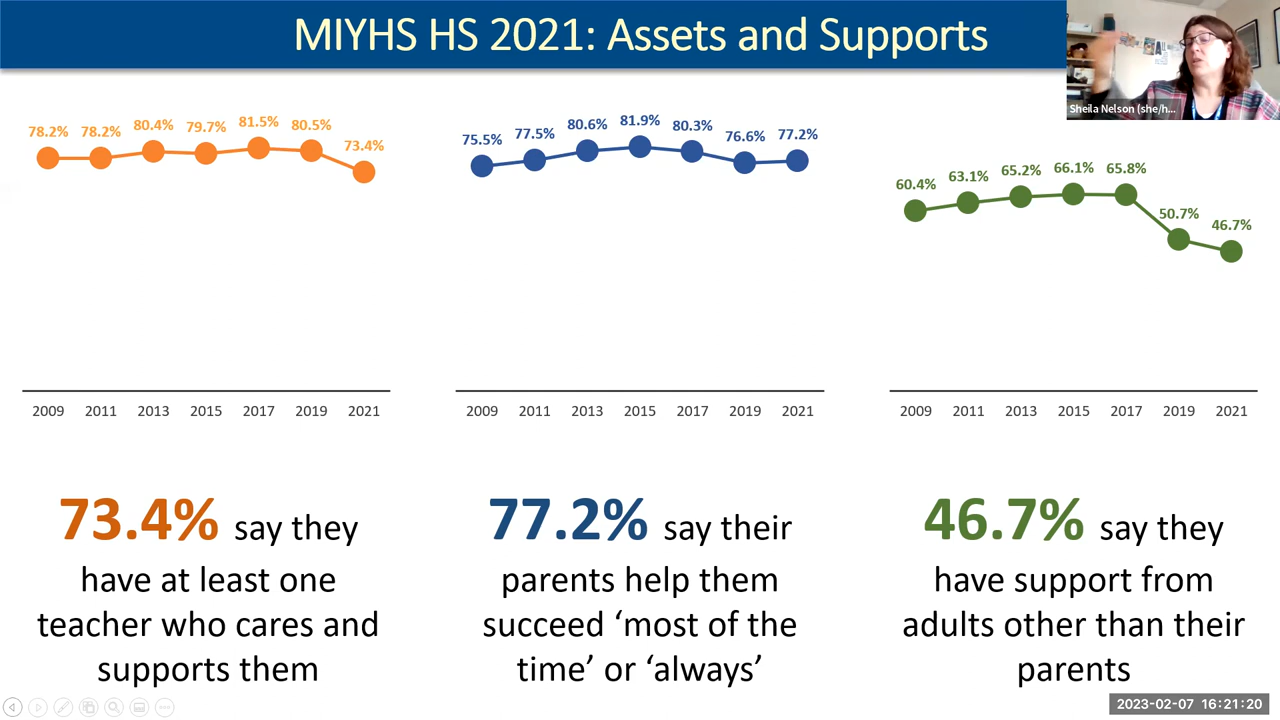 MIYHS HS 2021: Assets and Supports
Sheila Nelson (she/h...
78.2% 78.2% 80.4% 79.7% 81.5% 80.5% 73.4%
2009 2011 2013 2015 2017 2019 2021
75.5% 77.5% 80.6% 81.9% 80.3% 76.6% 77.2%
2009 2011 2013 2015 2017 2019 2021
60.4% 63.1% 65.2% 66.1% 65.8% 50.7% 46.7%
2009 2011 2013 2015 2017 2019 2021
73.4% say they
have at least one
teacher who cares and
supports them
77.2% say their
parents help them
succeed ‘most of the
time’ or ‘always’
46.7% say they
have support from
adults other than their
parents
2023-02-07 16:21:20